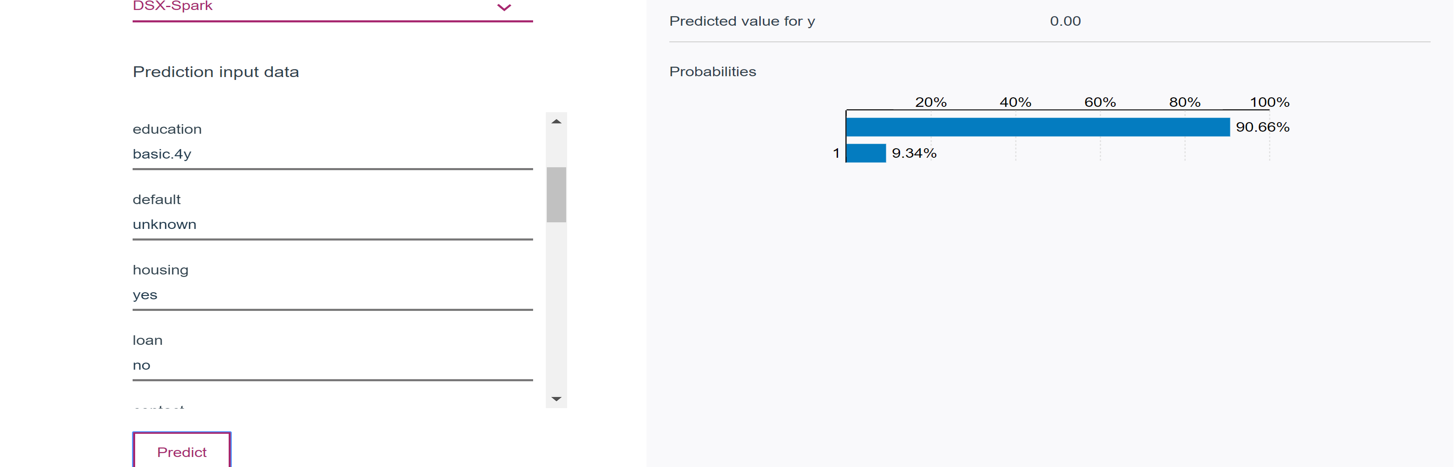 DSX-Spark
Prediction input data
education
basic.4y
default
unknown
housing
yes
loan
no
Predict
Predicted value for y 0.00
Probabilities
20% 40% 60% 80% 100%
90.66%
1 9.34%